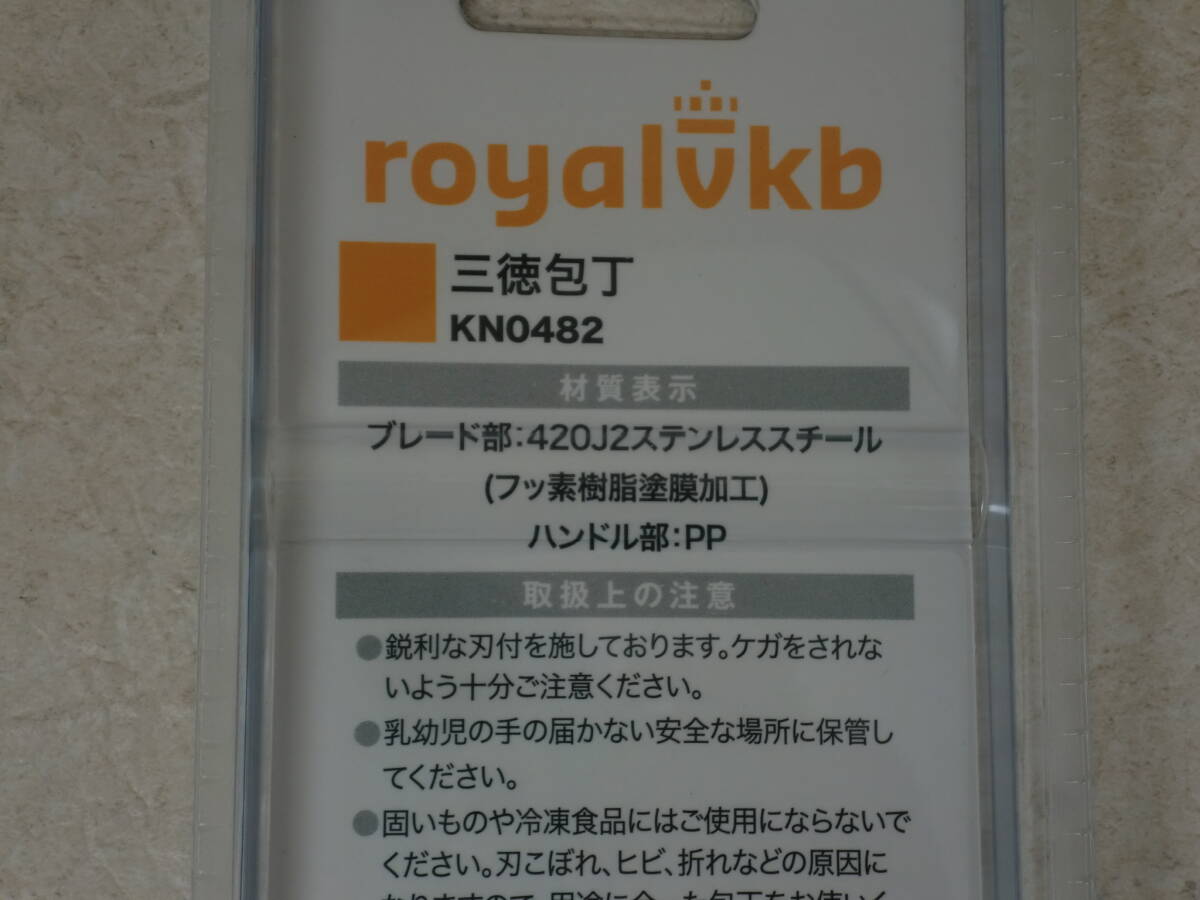 royalvkb
三徳包丁
KN0482
材質表示
ブレード部:420J2ステンレススチール
(フッ素樹脂塗膜加工)
ハンドル部:PP
取扱上の注意
●鋭利な刃付を施しております。ケガをされな
いよう十分ご注意ください。
●乳幼児の手の届かない安全な場所に保管し
てください。
●固いものや冷凍食品にはご使用にならないで
ください。刃こぼれ、ヒビ、折れなどの原因に